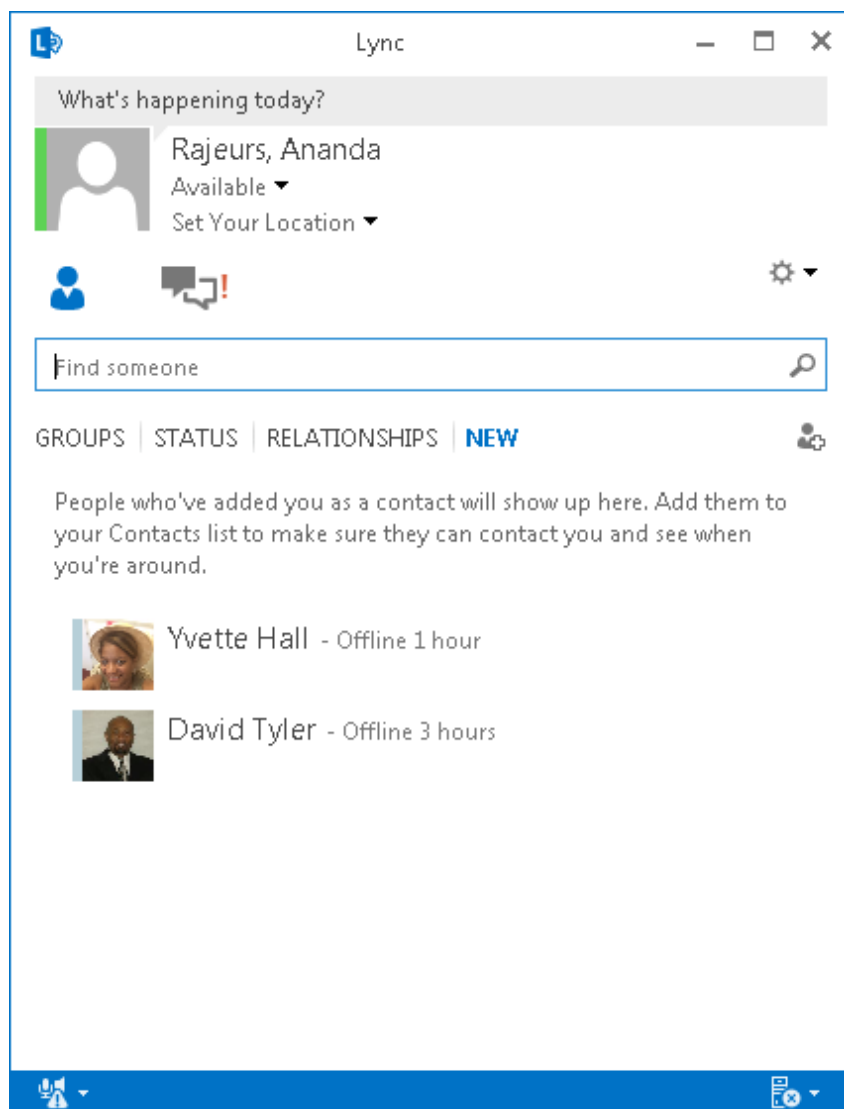 Lync
What's happening today?
Rajeurs, Ananda
Available
Set Your Location
!
Find someone
GROUPS STATUS RELATIONSHIPS NEW
People who've added you as a contact will show up here. Add them to
your Contacts list to make sure they can contact you and see when
you're around.
Yvette Hall - Offline 1 hour
David Tyler - Offline 3 hours